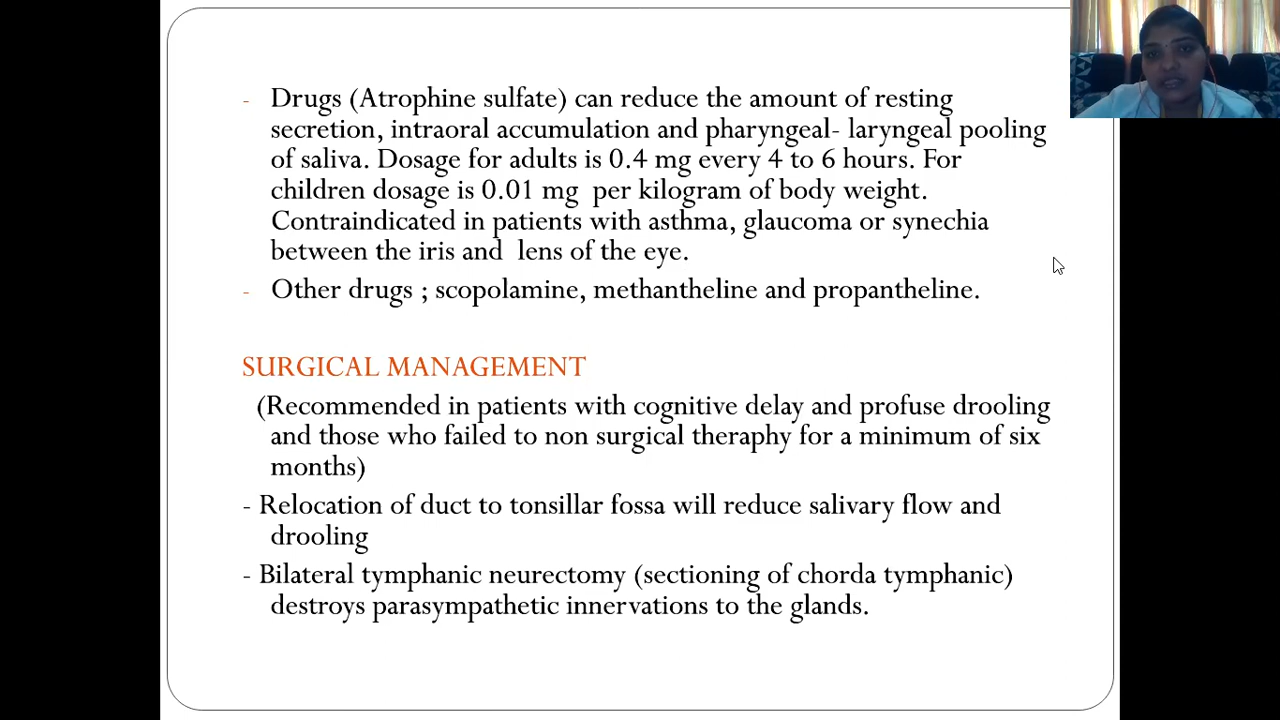 - Drugs (Atrophine sulfate) can reduce the amount of resting
secretion, intraoral accumulation and pharyngeal- laryngeal pooling
of saliva. Dosage for adults is 0.4 mg every 4 to 6 hours. For
children dosage is 0.01 mg per kilogram of body weight.
Contraindicated in patients with asthma, glaucoma or synechia
between the iris and lens of the eye.
- Other drugs ; scopolamine, methantheline and propantheline.
SURGICAL MANAGEMENT
(Recommended in patients with cognitive delay and profuse drooling
and those who failed to non surgical theraphy for a minimum of six
months)
- Relocation of duct to tonsillar fossa will reduce salivary flow and
drooling
- Bilateral tymphanic neurectomy (sectioning of chorda tymphanic)
destroys parasympathetic innervations to the glands.